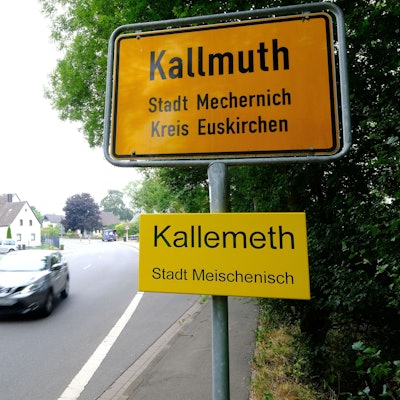 Kallmuth
Stadt Mechernich
Kreis Euskirchen
Kallemeth
Stadt Meischenisch